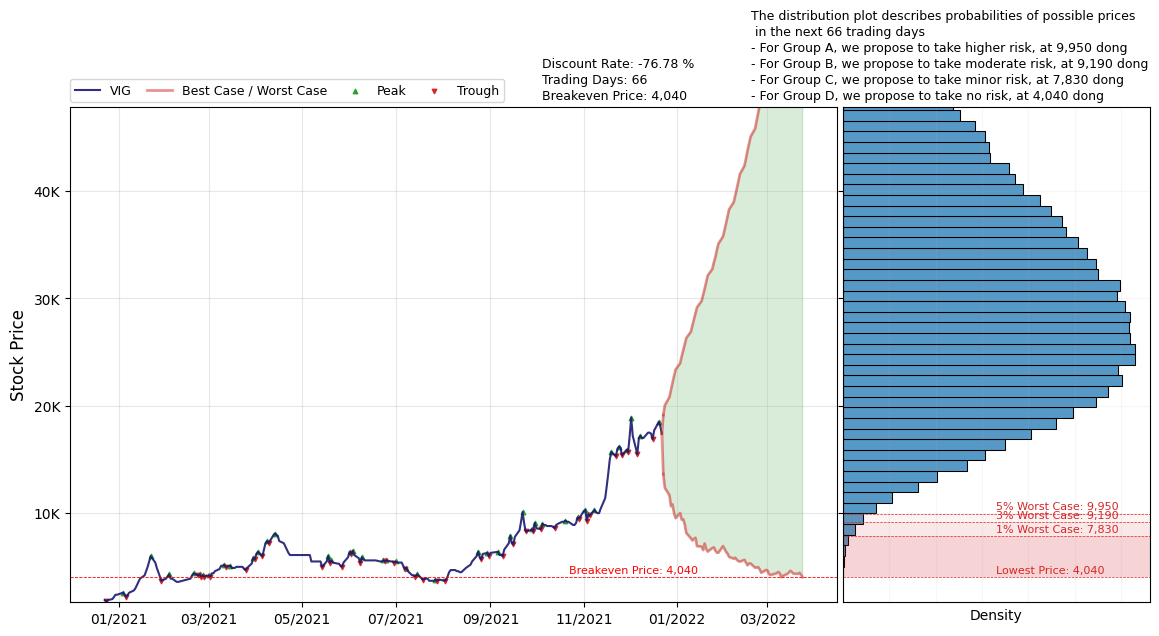 The distribution plot describes probabilities of possible prices
in the next 66 trading days
- For Group A, we propose to take higher risk, at 9,950 dong
- For Group B, we propose to take moderate risk, at 9,190 dong
- For Group C, we propose to take minor risk, at 7,830 dong
- For Group D, we propose to take no risk, at 4,040 dong
Discount Rate: -76.78 %
Trading Days: 66
Breakeven Price: 4,040
VIG
Best Case / Worst Case
Peak
Trough
Stock Price
40K
30K
20K
10K
Breakeven Price: 4,040
01/2021
03/2021
05/2021
07/2021
09/2021
11/2021
01/2022
03/2022
5% Worst Case: 9,950
3% Worst Case: 9,190
1% Worst Case: 7,830
Lowest Price: 4,040
Density